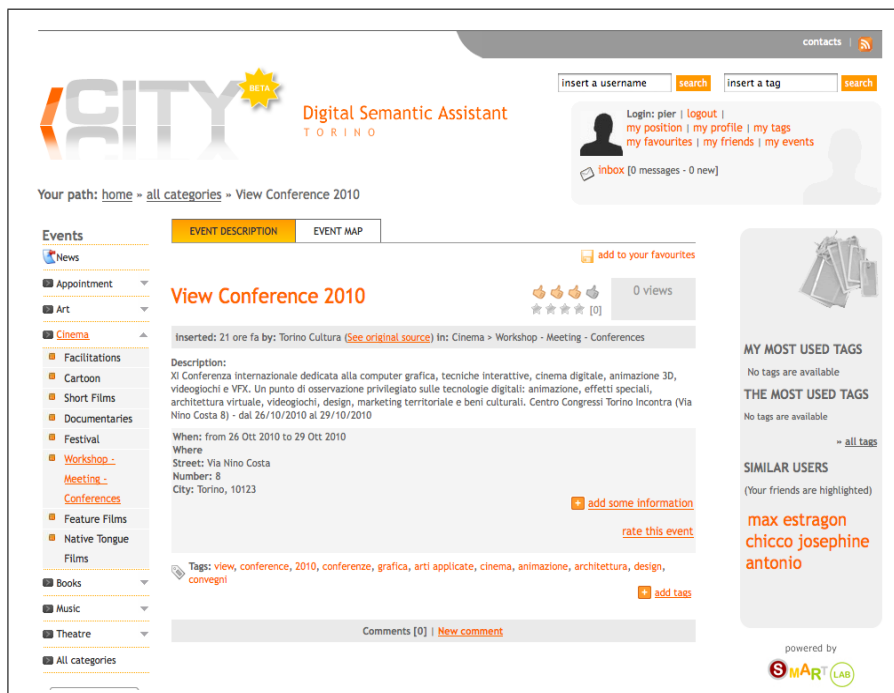 contacts |
insert a username search insert a tag search
iCITY BETA
Digital Semantic Assistant
TORINO
Login: pier | logout |
my position | my profile | my tags
my favourites | my friends | my events
inbox [0 messages - 0 new]
Your path: home » all categories » View Conference 2010
Events
News
Appointment
Art
Cinema
Facilitations
Cartoon
Short Films
Documentaries
Festival
Workshop -
Meeting -
Conferences
Feature Films
Native Tongue
Films
Books
Music
Theatre
All categories
EVENT DESCRIPTION EVENT MAP
add to your favourites
View Conference 2010
[0]
0 views
inserted: 21 ore fa by: Torino Cultura (See original source) in: Cinema > Workshop - Meeting - Conferences
Description:
XI Conferenza internazionale dedicata alla computer grafica, tecniche interattive, cinema digitale, animazione 3D,
videogiochi e VFX. Un punto di osservazione privilegiato sulle tecnologie digitali: animazione, effetti speciali,
architettura virtuale, videogiochi, design, marketing territoriale e beni culturali. Centro Congressi Torino Incontra (Via
Nino Costa 8) - dal 26/10/2010 al 29/10/2010
When: from 26 Ott 2010 to 29 Ott 2010
Where
Street: Via Nino Costa
Number: 8
City: Torino, 10123
add some information
rate this event
Tags: view, conference, 2010, conferenze, grafica, arti applicate, cinema, animazione, architettura, design,
convegni
add tags
Comments [0] | New comment
MY MOST USED TAGS
No tags are available
THE MOST USED TAGS
No tags are available
» all tags
SIMILAR USERS
(Your friends are highlighted)
max estragon
chicco josephine
antonio
powered by
SMART LAB